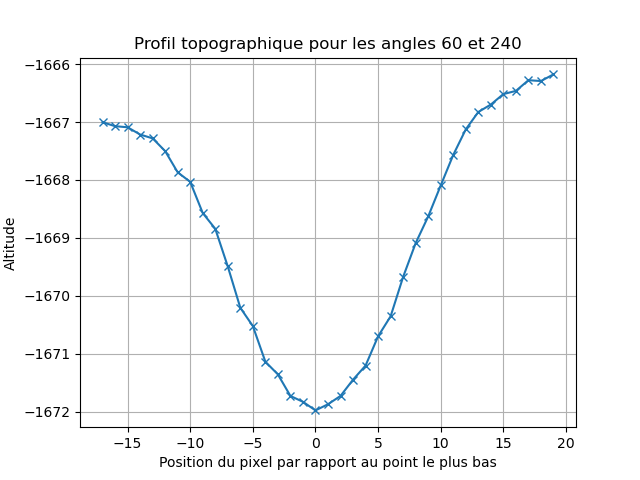 Profil topographique pour les angles 60 et 240
−1666
−1667
−1668
−1669
−1670
−1671
−1672
Altitude
−15 −10 −5 0 5 10 15 20
Position du pixel par rapport au point le plus bas